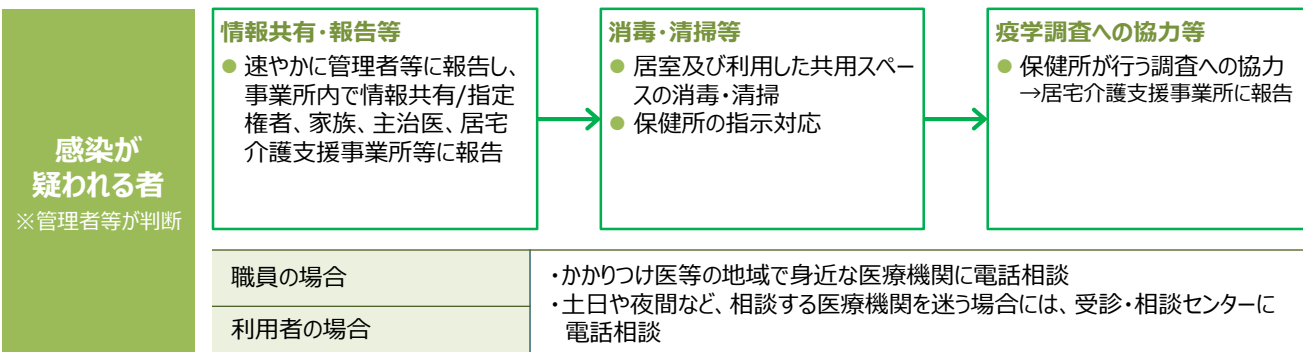 感染が
疑われる者
※管理者等が判断
情報共有・報告等
● 速やかに管理者等に報告し、
事業所内で情報共有/指定
権者、家族、主治医、居宅
介護支援事業所等に報告
消毒・清掃等
● 居室及び利用した共用スペー
スの消毒・清掃
● 保健所の指示対応
疫学調査への協力等
● 保健所が行う調査への協力
→居宅介護支援事業所に報告
職員の場合
利用者の場合
・かかりつけ医等の地域で身近な医療機関に電話相談
・土日や夜間など、相談する医療機関を迷う場合には、受診・相談センターに
電話相談